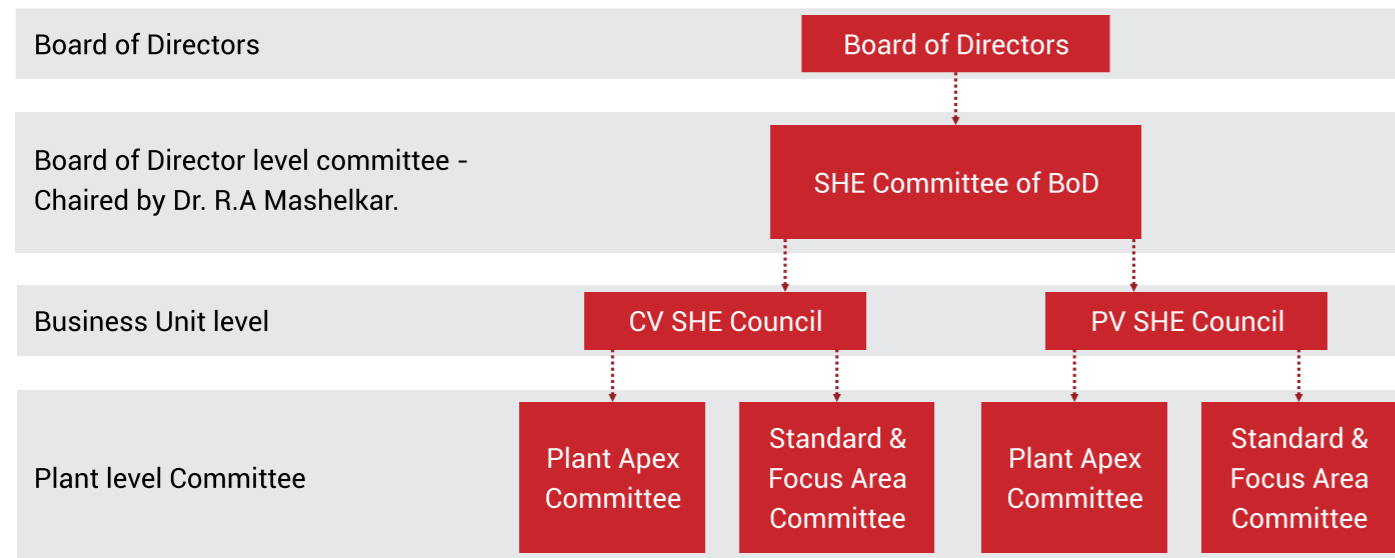 Board of Directors
Board of Directors
Board of Director level committee -
Chaired by Dr. R.A Mashelkar.
SHE Committee of BoD
Business Unit level
CV SHE Council
PV SHE Council
Plant level Committee
Plant Apex
Committee
Standard &
Focus Area
Committee
Plant Apex
Committee
Standard &
Focus Area
Committee